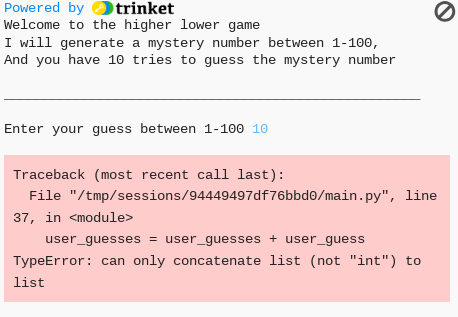 Powered by trinket
Welcome to the higher lower game
I will generate a mystery number between 1-100,
And you have 10 tries to guess the mystery number
____________________________________________________
Enter your guess between 1-100 10
Traceback (most recent call last):
  File "/tmp/sessions/94449497df76bbd0/main.py", line
37, in <module>
    user_guesses = user_guesses + user_guess
TypeError: can only concatenate list (not "int") to
list